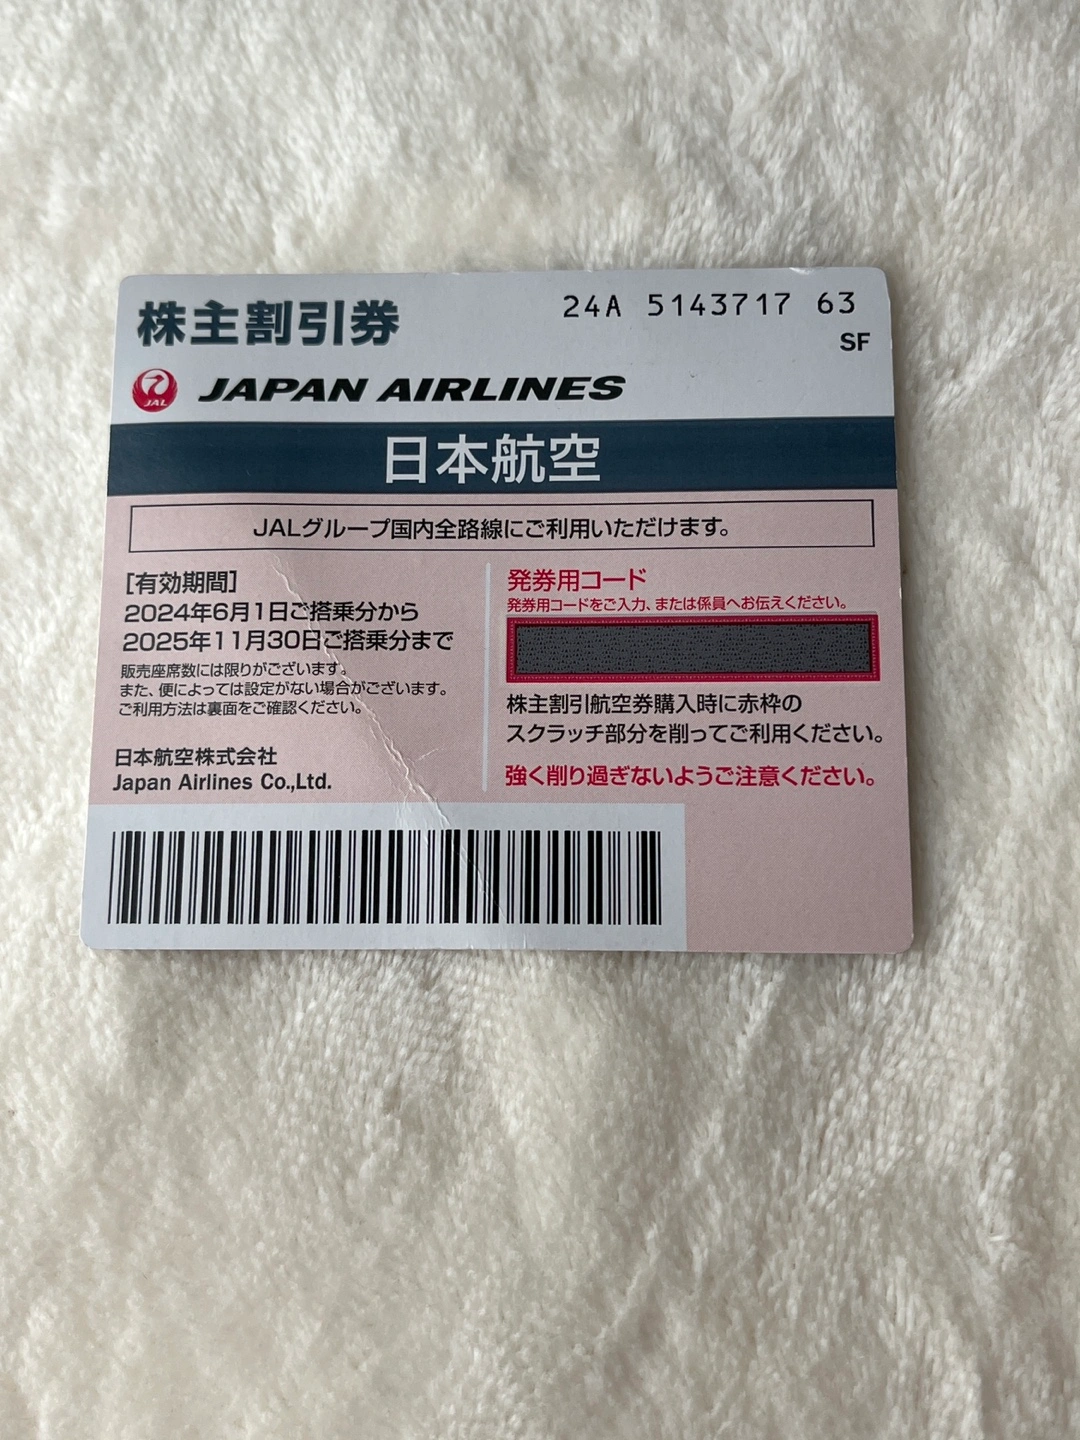 株主割引券
24A 5143717 63
SF
JAL
JAPAN AIRLINES
日本航空
JALグループ国内全路線にご利用いただけます。
[有効期間]
2024年6月1日ご搭乗分から
2025年11月30日ご搭乗分まで
販売座席数には限りがございます。
また、便によっては設定がない場合がございます。
ご利用方法は裏面をご確認ください。
日本航空株式会社
Japan Airlines Co.,Ltd.
発券用コード
発券用コードをご入力、または係員へお伝えください。
株主割引航空券購入時に赤枠の
スクラッチ部分を削ってご利用ください。
強く削り過ぎないようご注意ください。